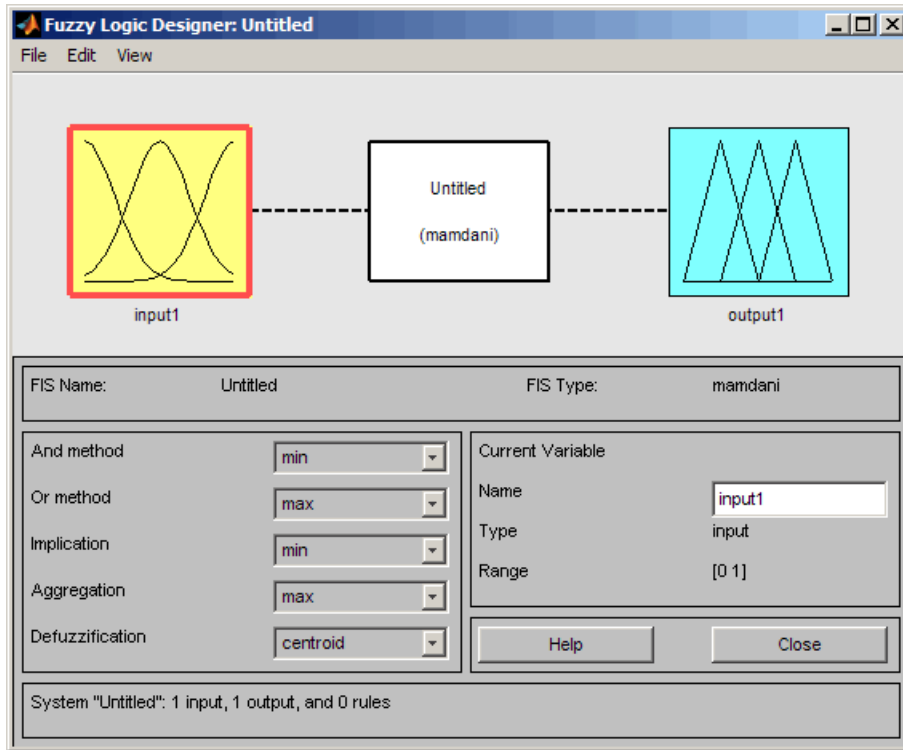 Fuzzy Logic Designer: Untitled
File Edit View
Untitled
(mamdani)
input1
output1
FIS Name: Untitled FIS Type: mamdani
And method min
Or method max
Implication min
Aggregation max
Defuzzification centroid
Current Variable
Name input1
Type input
Range [0 1]
Help Close
System "Untitled": 1 input, 1 output, and 0 rules